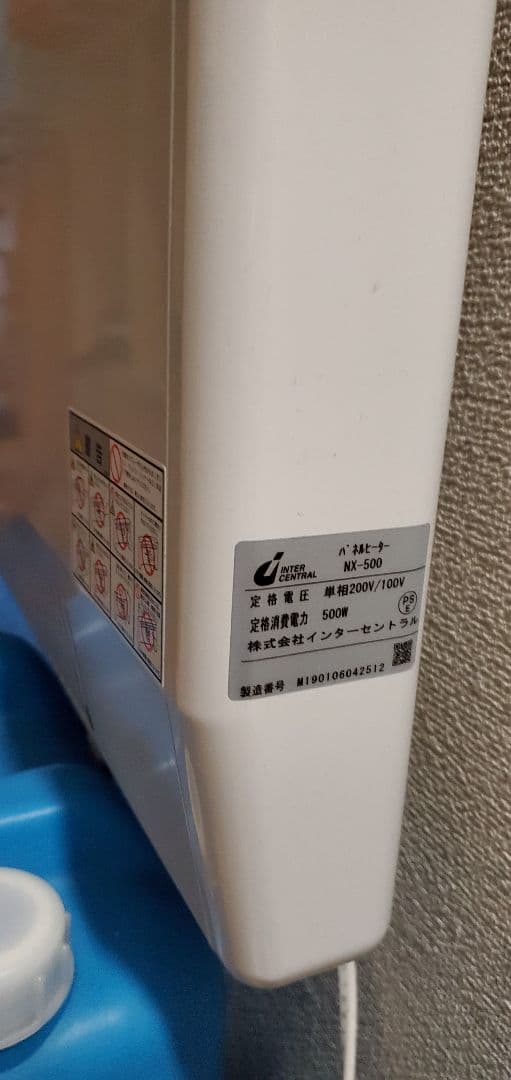 警告
INTER
CENTRAL
パネルヒーター
NX-500
定格電圧 単相200V/100V
定格消費電力 500W
PS
E
株式会社インターセントラル
製造番号 M190106042512